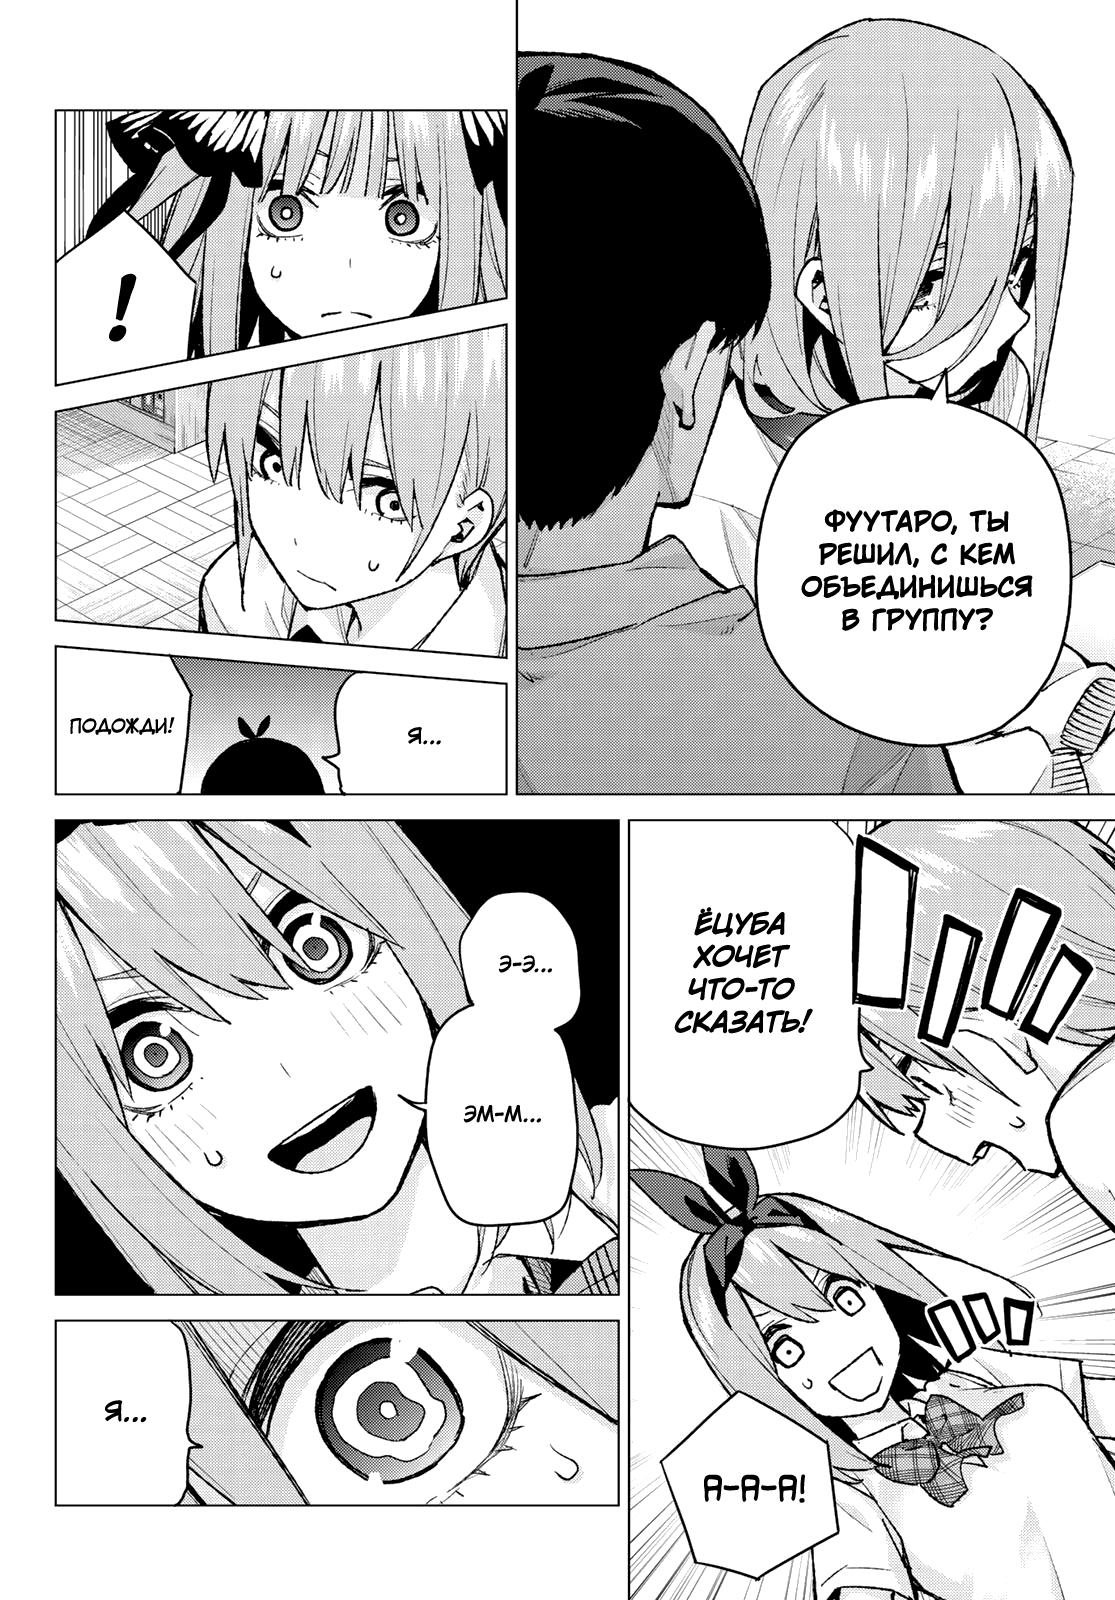 ФУУТАРО, ТЫ
РЕШИЛ, С КЕМ
ОБЪЕДИНИШЬСЯ
В ГРУППУ?
!
Я...
ПОДОЖДИ!
ЁЦУБА
ХОЧЕТ
ЧТО-ТО
СКАЗАТЬ!
А-А-А!
Э-Э...
ЭМ-М...
Я...